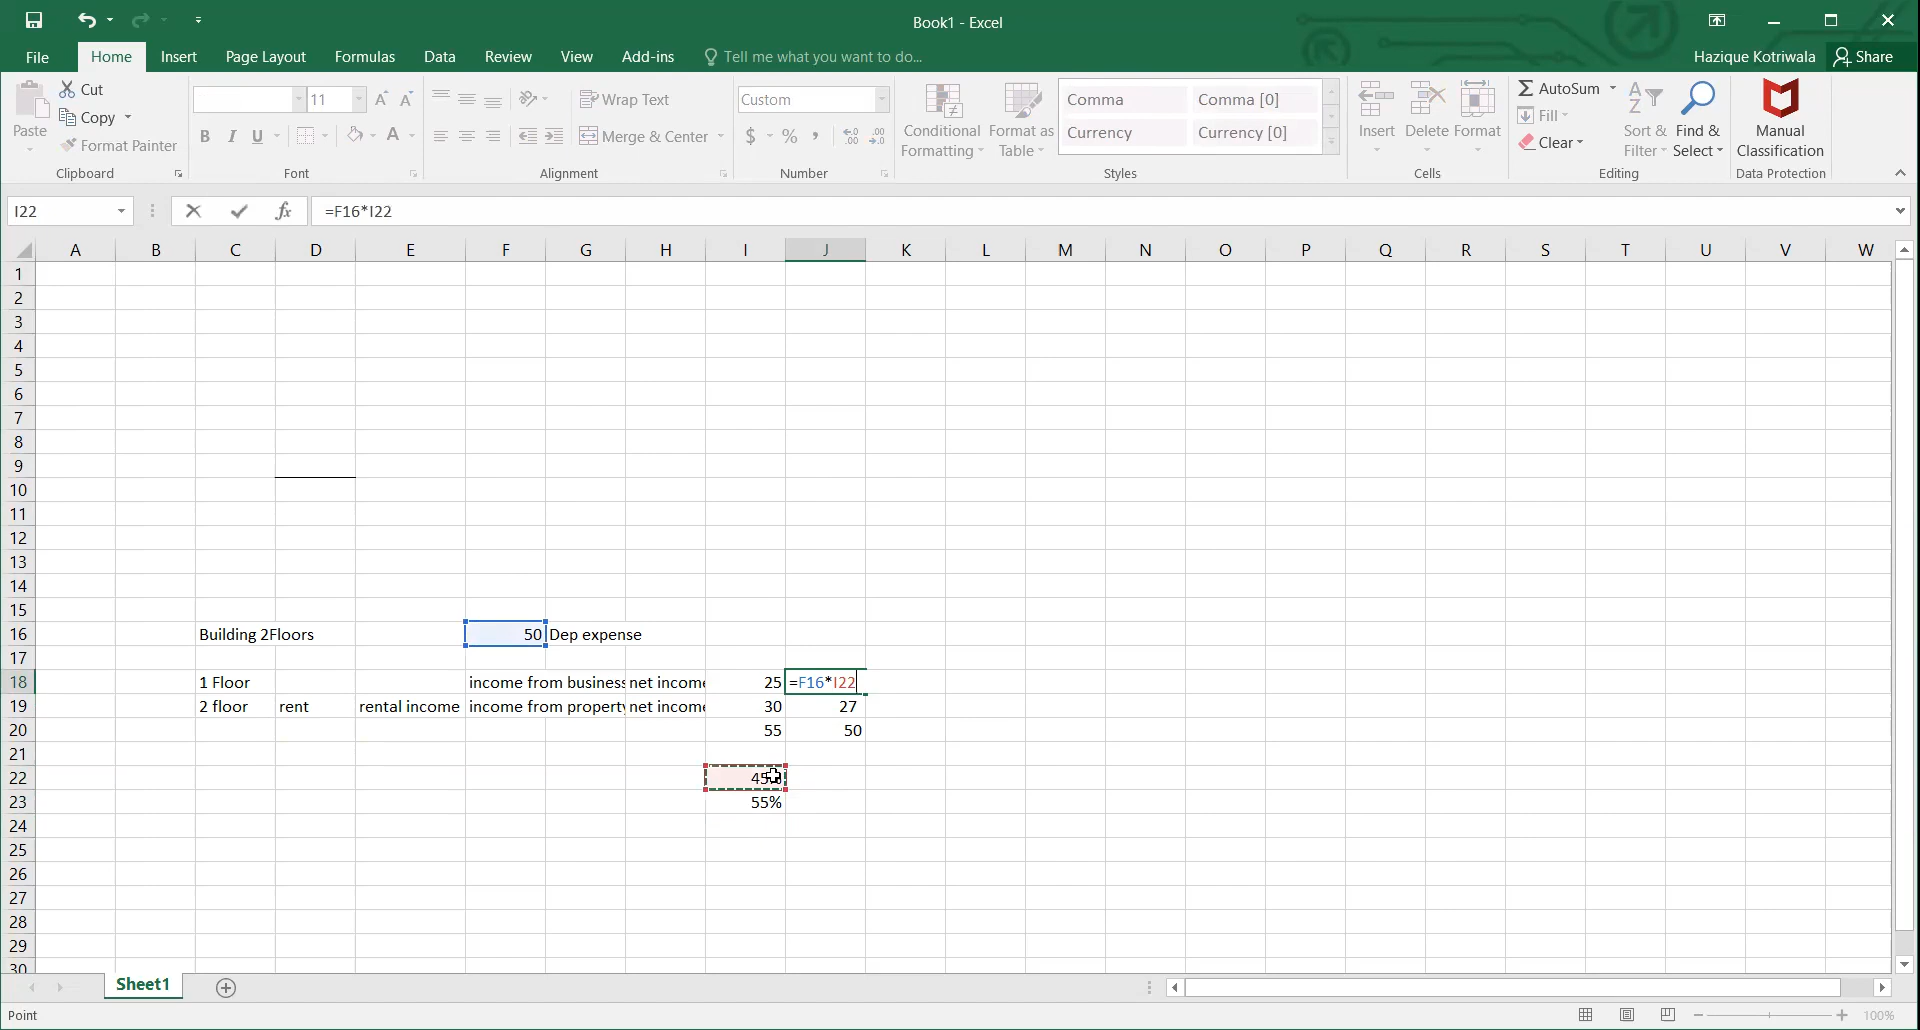 Book1 - Excel
File Home Insert Page Layout Formulas Data Review View Add-ins Tell me what you want to do... Hazique Kotriwala Share
Paste
Cut
Copy
Format Painter
Clipboard
11
B I U A
Font
Wrap Text
Merge & Center
Alignment
Custom
$ % ,
Number
Conditional Formatting
Format as Table
Comma Comma [0]
Currency Currency [0]
Styles
Insert Delete Format
Cells
AutoSum
Fill
Clear
Sort & Filter
Find & Select
Editing
Manual Classification
Data Protection
I22 fx =F16*I22
A B C D E F G H I J K L M N O P Q R S T U V W
1
2
3
4
5
6
7
8
9
10
11
12
13
14
15
16 Building 2Floors 50 Dep expense
17
18 1 Floor income from business net income 25 =F16*I22
19 2 floor rent rental income income from property net income 30 27
20 55 50
21
22 45%
23 55%
24
25
26
27
28
29
30
Sheet1
Point 100%